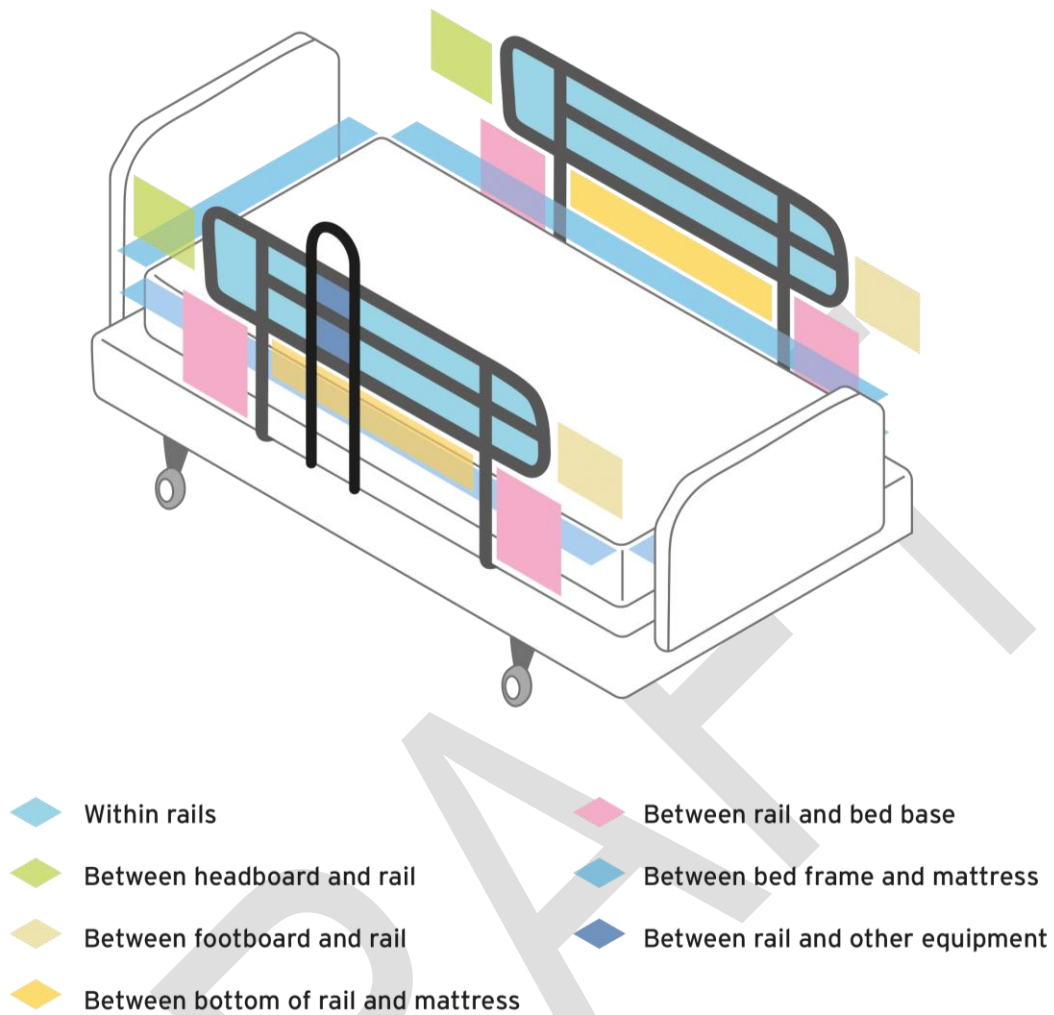 Within rails
Between headboard and rail
Between footboard and rail
Between bottom of rail and mattress
Between rail and bed base
Between bed frame and mattress
Between rail and other equipment
DRAFT